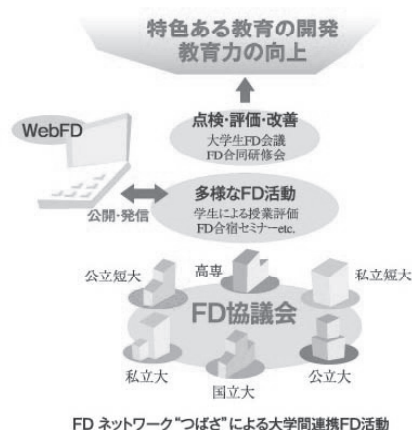 特色ある教育の開発
教育力の向上
WebFD
点検・評価・改善
大学生FD会議
FD合同研修会
公開・発信
多様なFD活動
学生による授業評価
FD合宿セミナーetc.
公立短大
高専
私立短大
FD協議会
私立大
国立大
公立大
FD ネットワーク“つばさ”による大学間連携FD活動